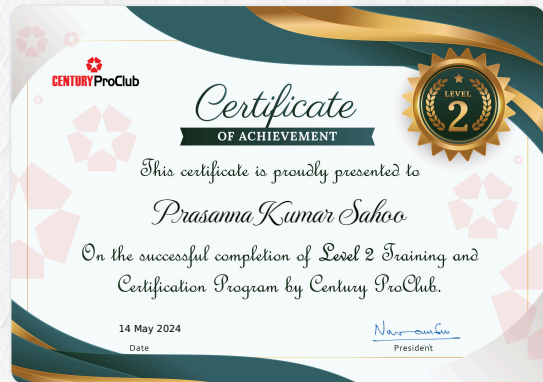 CENTURY ProClub
LEVEL
2
Certificate
OF ACHIEVEMENT
This certificate is proudly presented to
Prasanna Kumar Sahoo
On the successful completion of Level 2 Training and
Certification Program by Century ProClub.
14 May 2024
Date
President